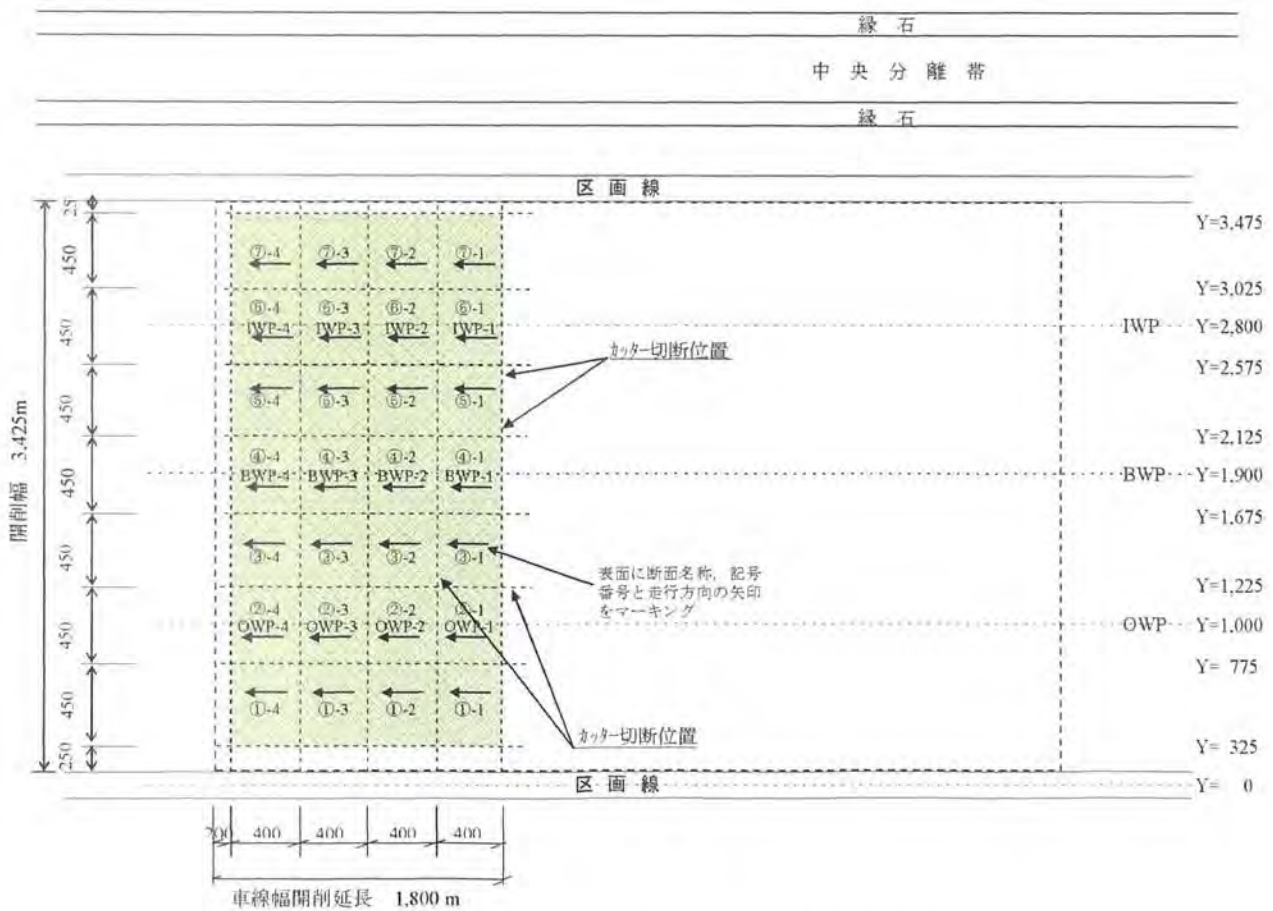 縁 石
中 央 分 離 帯
縁 石
区 画 線
25
450
450
450
450
450
450
450
250
開削幅 3.425m
⑦-4 ⑦-3 ⑦-2 ⑦-1
⑥-4 ⑥-3 ⑥-2 ⑥-1
IWP-4 IWP-3 IWP-2 IWP-1
⑤-4 ⑤-3 ⑤-2 ⑤-1
④-4 ④-3 ④-2 ④-1
BWP-4 BWP-3 BWP-2 BWP-1
③-4 ③-3 ③-2 ③-1
②-4 ②-3 ②-2 ②-1
OWP-4 OWP-3 OWP-2 OWP-1
①-4 ①-3 ①-2 ①-1
カッター切断位置
表面に断面名称, 記号
番号と走行方向の矢印
をマーキング
カッター切断位置
Y=3,475
Y=3,025
IWP Y=2,800
Y=2,575
Y=2,125
BWP Y=1,900
Y=1,675
Y=1,225
OWP Y=1,000
Y= 775
Y= 325
Y= 0
区 画 線
200 400 400 400 400
車線幅開削延長 1,800 m